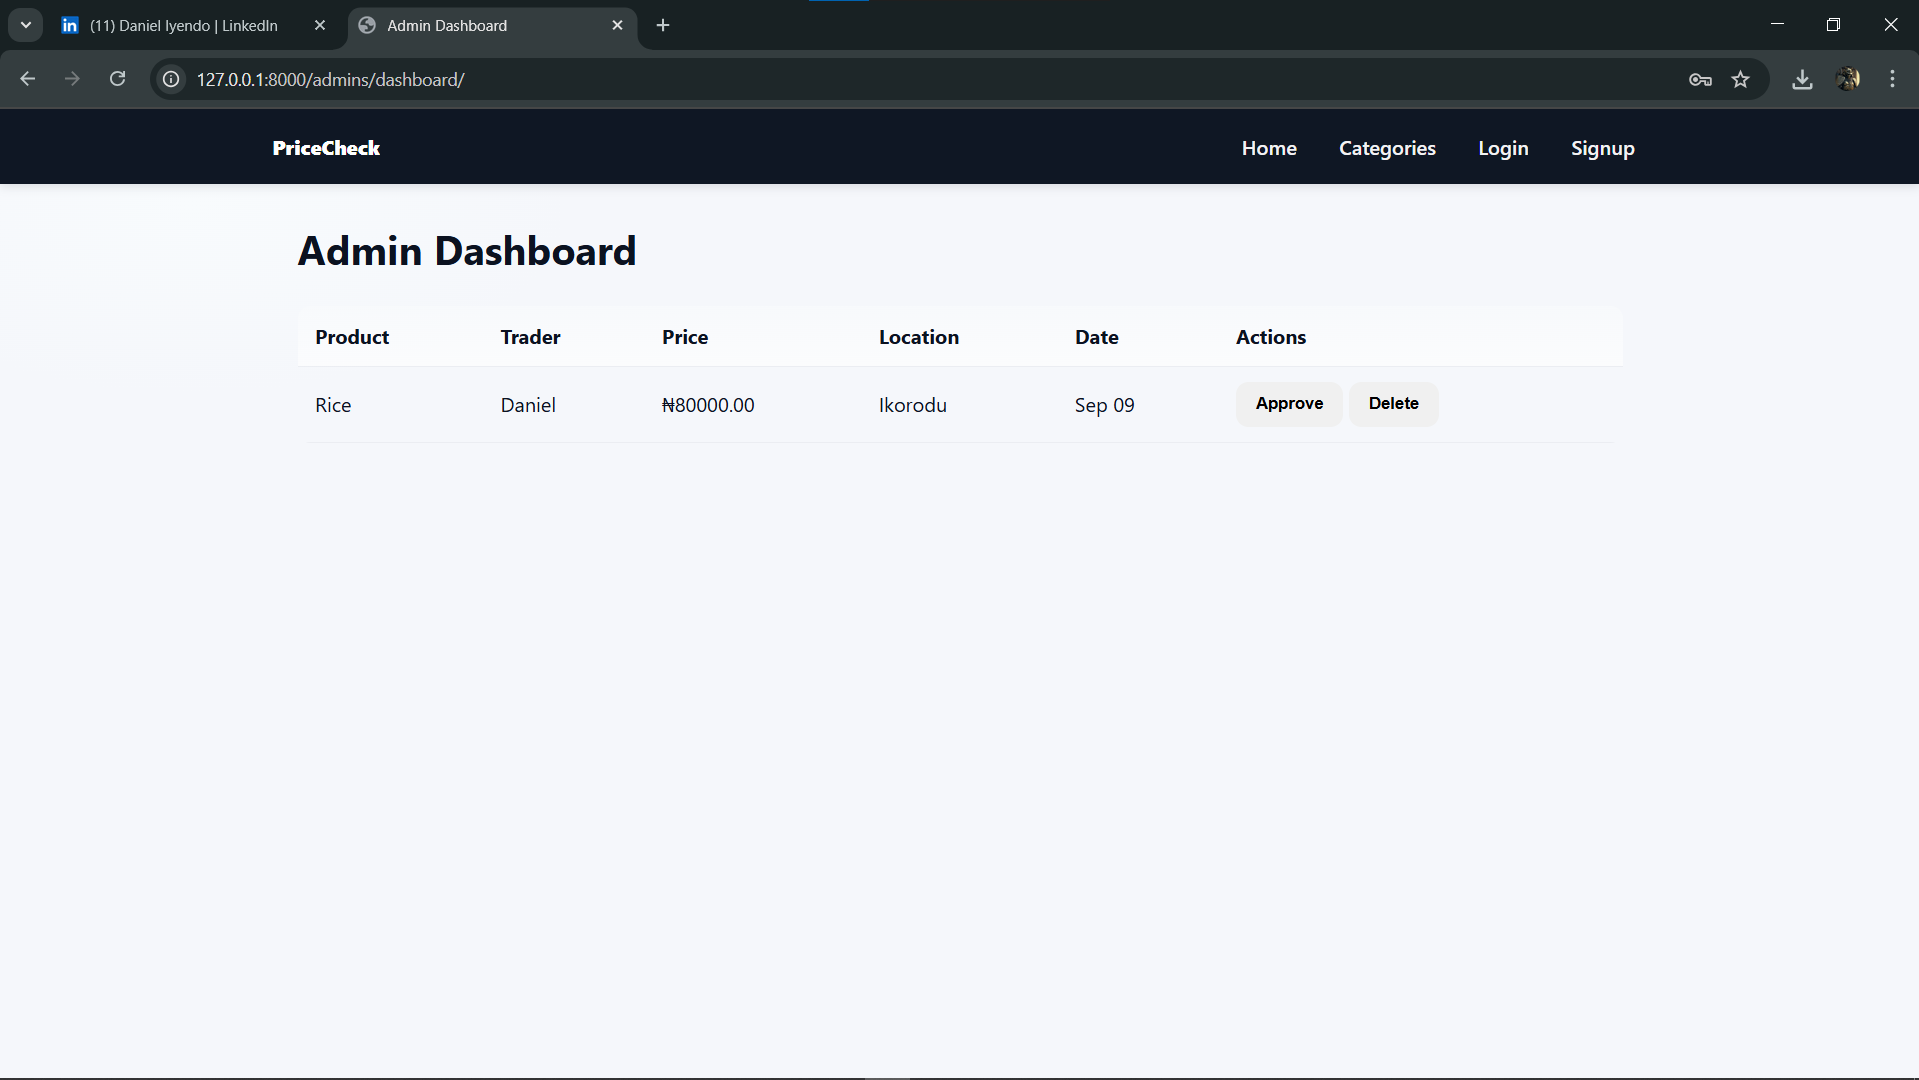 (11) Daniel Iyendo | LinkedIn
Admin Dashboard
127.0.0.1:8000/admins/dashboard/
PriceCheck Home Categories Login Signup
Admin Dashboard
Product Trader Price Location Date Actions
Rice Daniel ₦80000.00 Ikorodu Sep 09 Approve Delete